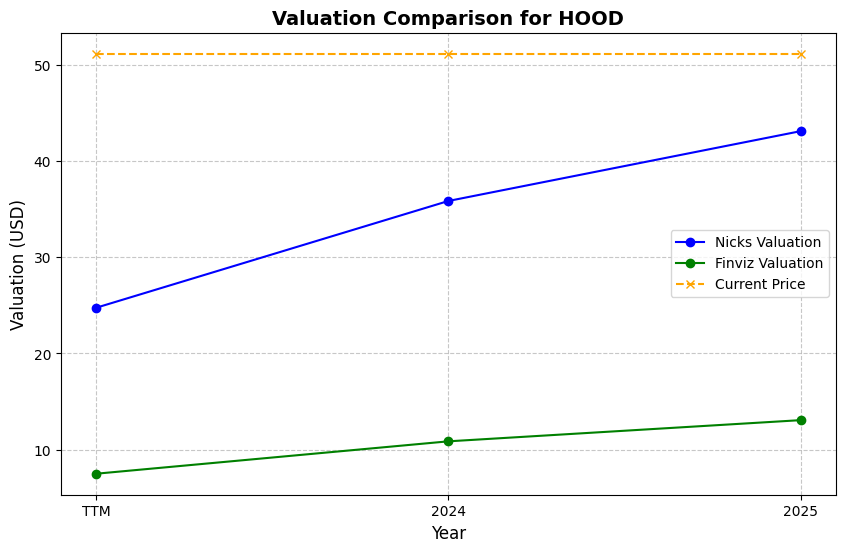 Valuation Comparison for HOOD
Valuation (USD)
50
40
30
20
10
Nicks Valuation
Finviz Valuation
Current Price
TTM
2024
2025
Year